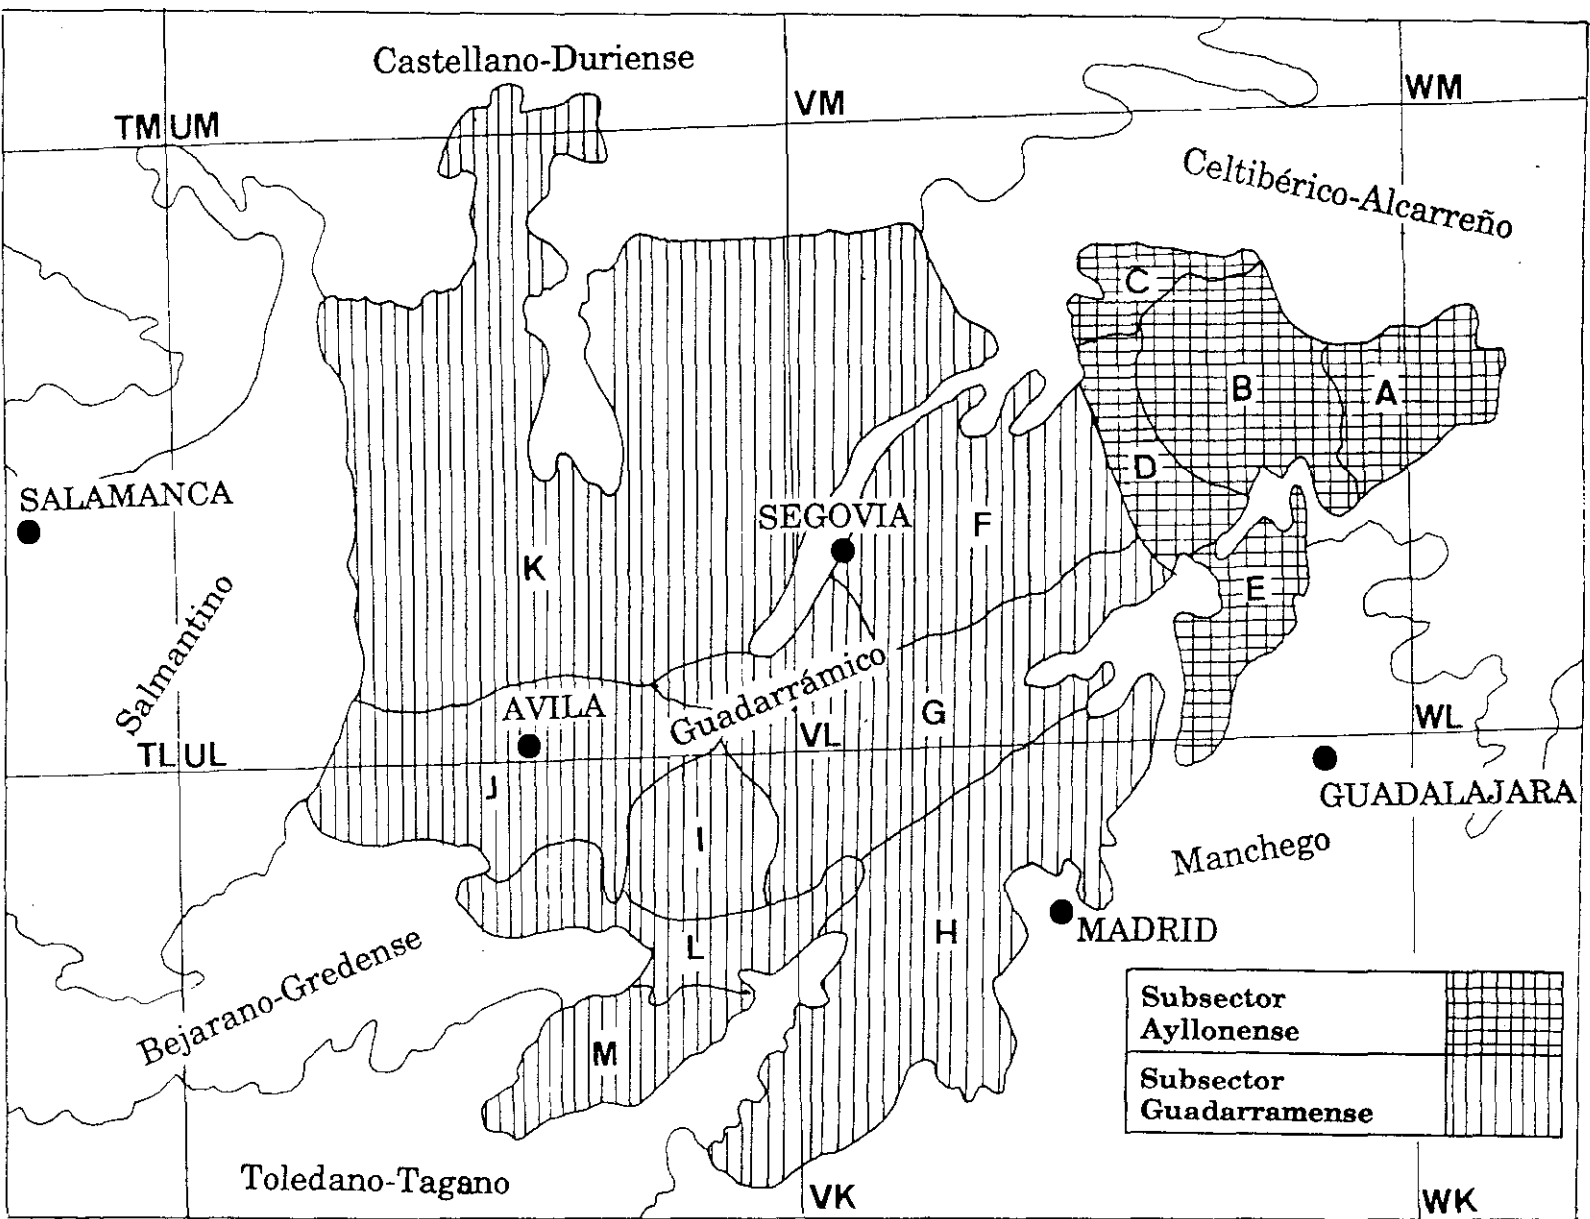 Castellano-Duriense
VM
WM
TM UM
Celtibérico-Alcarreño
C
B
A
D
SALAMANCA
SEGOVIA
F
K
E
Salmantino
Guadarrámico
AVILA
G
WL
VL
TL UL
J
GUADALAJARA
I
Manchego
MADRID
H
L
Bejarano-Gredense
Subsector
Ayllonense
M
Subsector
Guadarramense
Toledano-Tagano
VK
WK